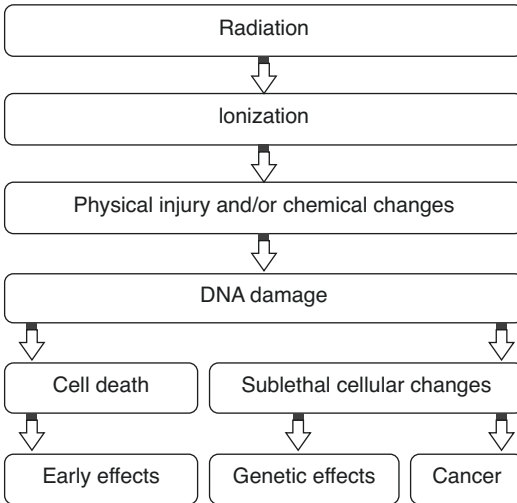 Radiation
Ionization
Physical injury and/or chemical changes
DNA damage
Cell death
Sublethal cellular changes
Early effects
Genetic effects
Cancer